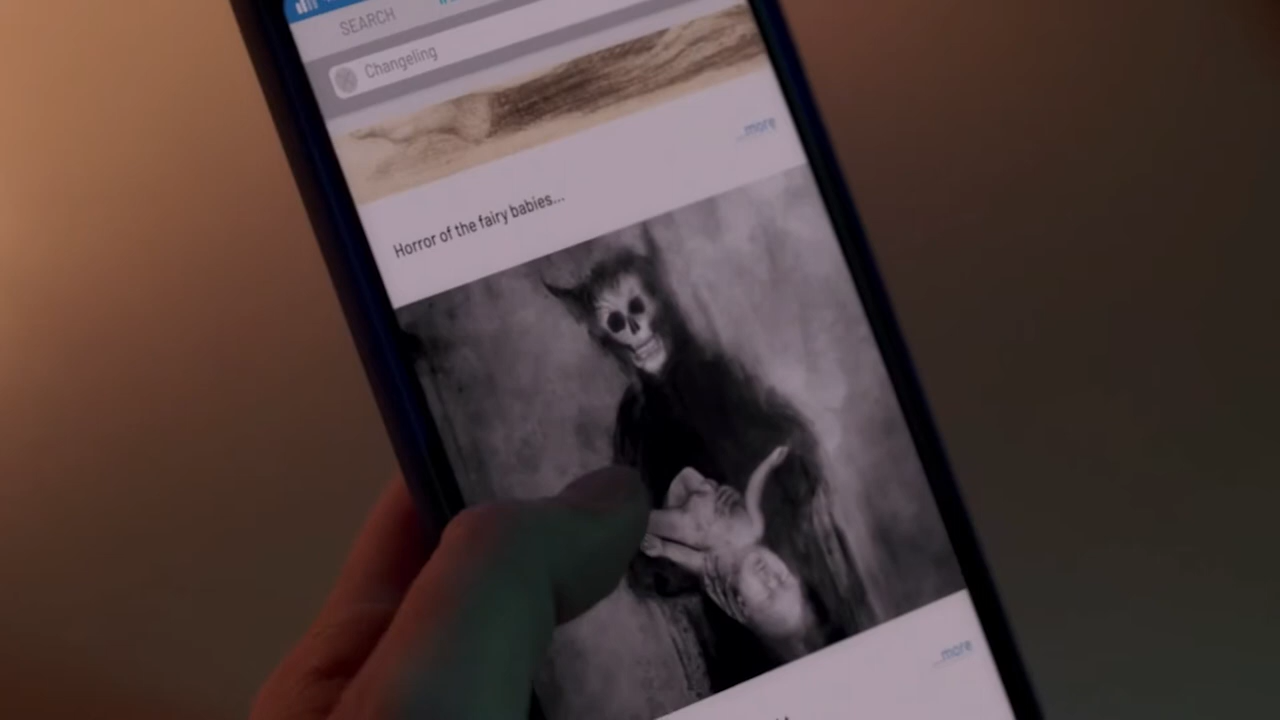 SEARCH
Changeling
...more
Horror of the fairy babies...
...more